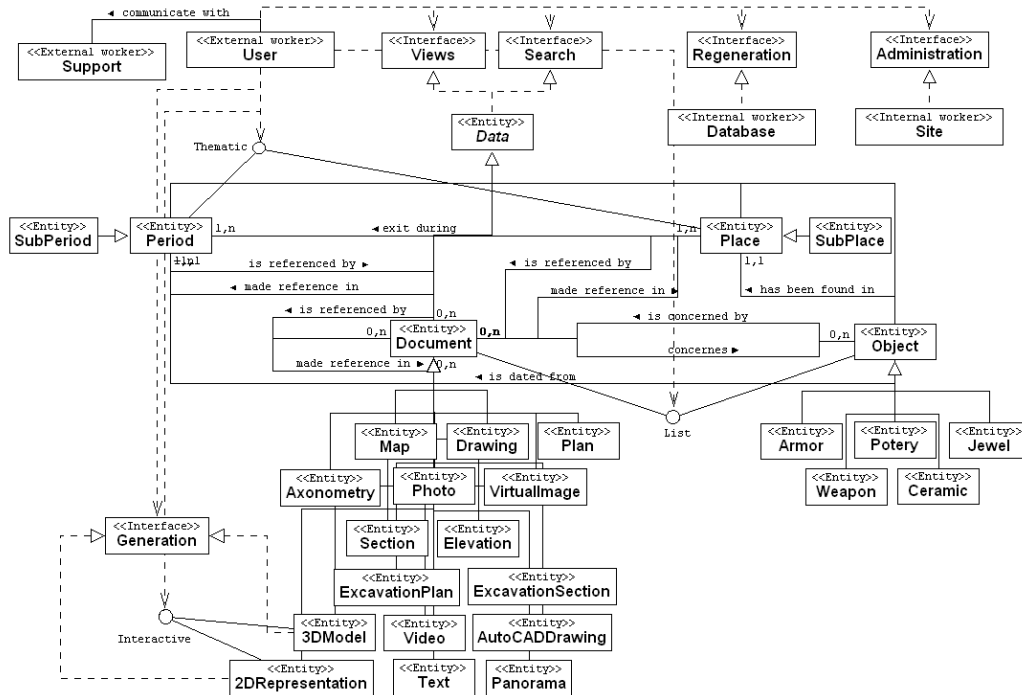 ◄ communicate with
<<External worker>>
Support
<<External worker>>
User
<<Interface>>
Views
<<Interface>>
Search
<<Interface>>
Regeneration
<<Interface>>
Administration
<<Entity>>
Data
<<Internal worker>>
Database
<<Internal worker>>
Site
Thematic
<<Entity>>
SubPeriod
<<Entity>>
Period
1,n
◄ exit during
1,n
<<Entity>>
Place
<<Entity>>
SubPlace
1,1
is referenced by ►
◄ is referenced by
◄ made reference in
made reference in ►
◄ has been found in
◄ is referenced by
0,n
0,n
<<Entity>>
Document
0,n
◄ is concerned by
0,n
<<Entity>>
Object
made reference in ►
0,n
concernes ►
◄ is dated from
List
<<Entity>>
Map
<<Entity>>
Drawing
<<Entity>>
Plan
<<Entity>>
Armor
<<Entity>>
Potery
<<Entity>>
Jewel
<<Entity>>
Axonometry
<<Entity>>
Photo
<<Entity>>
VirtualImage
<<Entity>>
Weapon
<<Entity>>
Ceramic
<<Interface>>
Generation
<<Entity>>
Section
<<Entity>>
Elevation
<<Entity>>
ExcavationPlan
<<Entity>>
ExcavationSection
Interactive
<<Entity>>
3DModel
<<Entity>>
Video
<<Entity>>
AutoCADDrawing
<<Entity>>
2DRepresentation
<<Entity>>
Text
<<Entity>>
Panorama